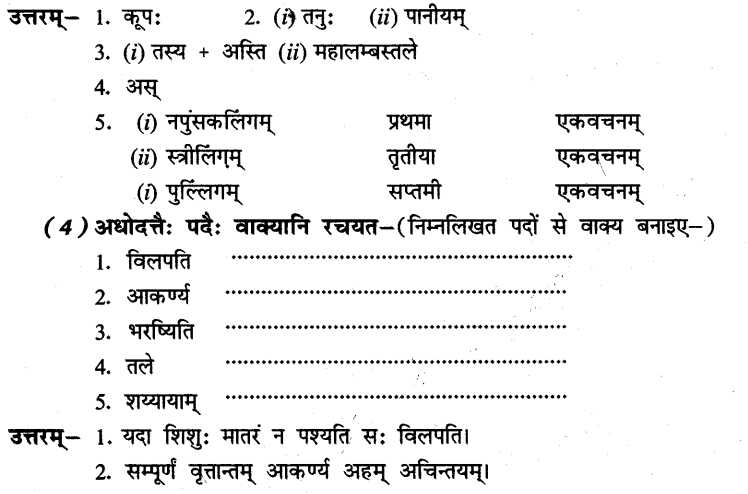 उत्तरम्– 1. कूपः 2. (i) तनुः (ii) पानीयम्
3. (i) तस्य + अस्ति (ii) महालम्बस्तले
4. अस्
5. (i) नपुंसकलिंगम् प्रथमा एकवचनम्
(ii) स्त्रीलिंग्म् तृतीया एकवचनम्
(i) पुल्लिंगम् सप्तमी एकवचनम्
(4) अधोदत्तैः पदैः वाक्यानि रचयत–(निम्नलिखत पदों से वाक्य बनाइए–)
1. विलपति ........................................................
2. आकर्ण्य ........................................................
3. भरष्यिति ........................................................
4. तले ........................................................
5. शय्यायाम् ........................................................
उत्तरम्– 1. यदा शिशुः मातरं न पश्यति सः विलपति।
2. सम्पूर्णं वृत्तान्तम् आकर्ण्य अहम् अचिन्तयम्।